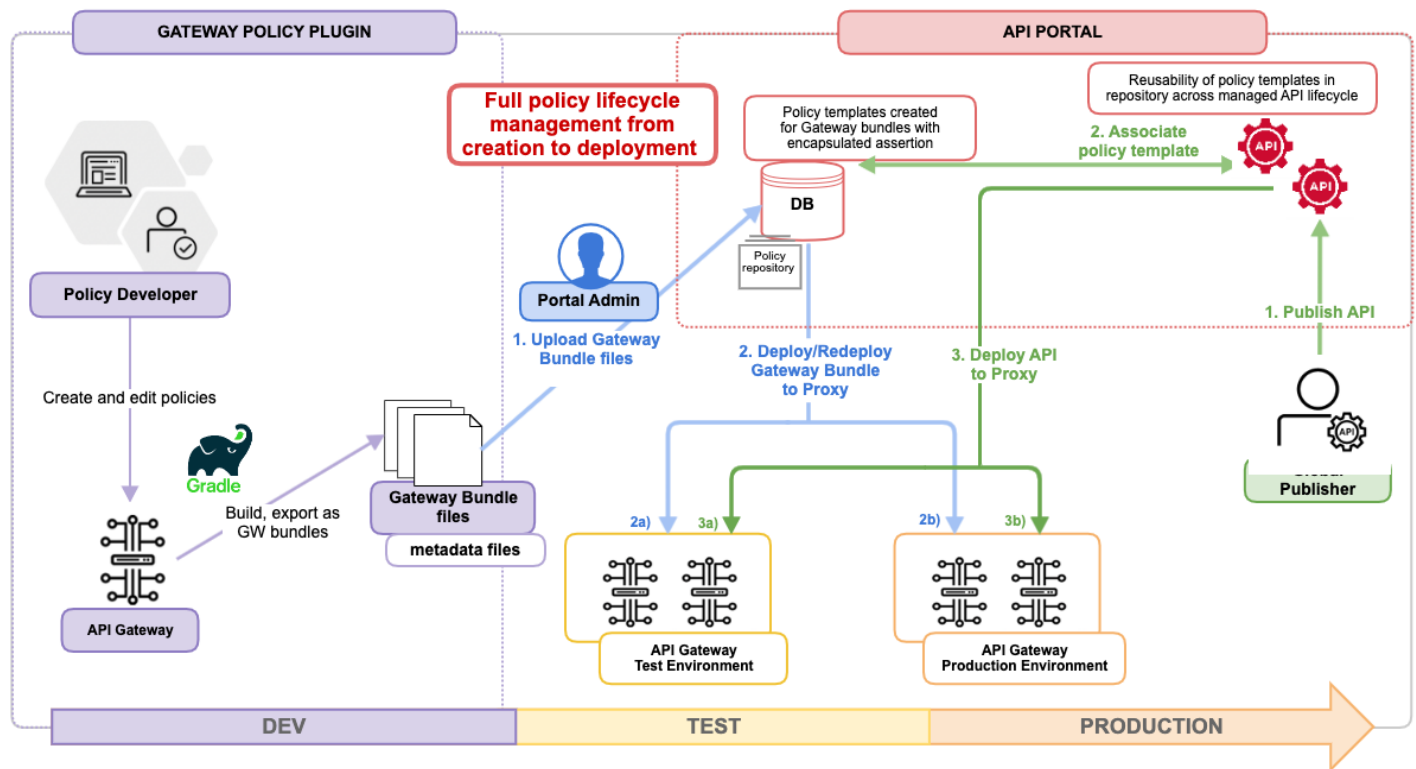 GATEWAY POLICY PLUGIN
API PORTAL
Full policy lifecycle
management from
creation to deployment
Policy templates created
for Gateway bundles with
encapsulated assertion
Reusability of policy templates in
repository across managed API lifecycle
2. Associate
policy template
API
API
DB
Policy
repository
Policy Developer
Portal Admin
1. Upload Gateway
Bundle files
2. Deploy/Redeploy
Gateway Bundle
to Proxy
3. Deploy API
to Proxy
1. Publish API
Create and edit policies
Gradle
Build, export as
GW bundles
Gateway Bundle
files
metadata files
API
Publisher
2a)
3a)
2b)
3b)
API Gateway
API Gateway
Test Environment
API Gateway
Production Environment
DEV
TEST
PRODUCTION